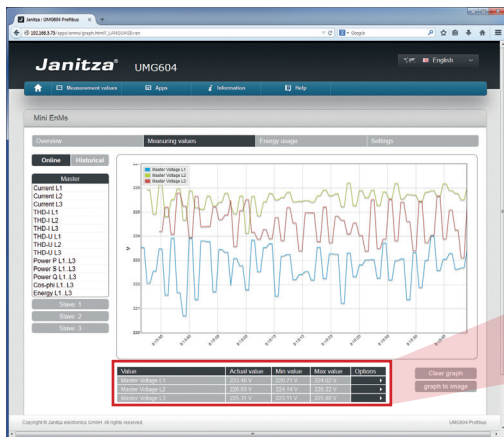 Janitza: UMG604 Profibus
192.168.3.73/apps/enms/graph.html?_LANGUAGE=en
Google
Janitza®
UMG604
English
Measurement values
Apps
Information
Help
Mini EnMs
Overview
Measuring values
Energy usage
Settings
Online
Historical
Master
Current L1
Current L2
Current L3
THD-I L1
THD-I L2
THD-I L3
THD-U L1
THD-U L2
THD-U L3
Power P L1..L3
Power S L1..L3
Power Q L1..L3
Cos-phi L1..L3
Energy L1..L3
Slave 1
Slave 2
Slave 3
Master Voltage L1
Master Voltage L2
Master Voltage L3
V
Value
Actual value
Min value
Max value
Options
Master Voltage L1
Master Voltage L2
Master Voltage L3
Clear graph
graph to image
Copyright © Janitza electronics GmbH. All rights reserved.
UMG604 Profibus